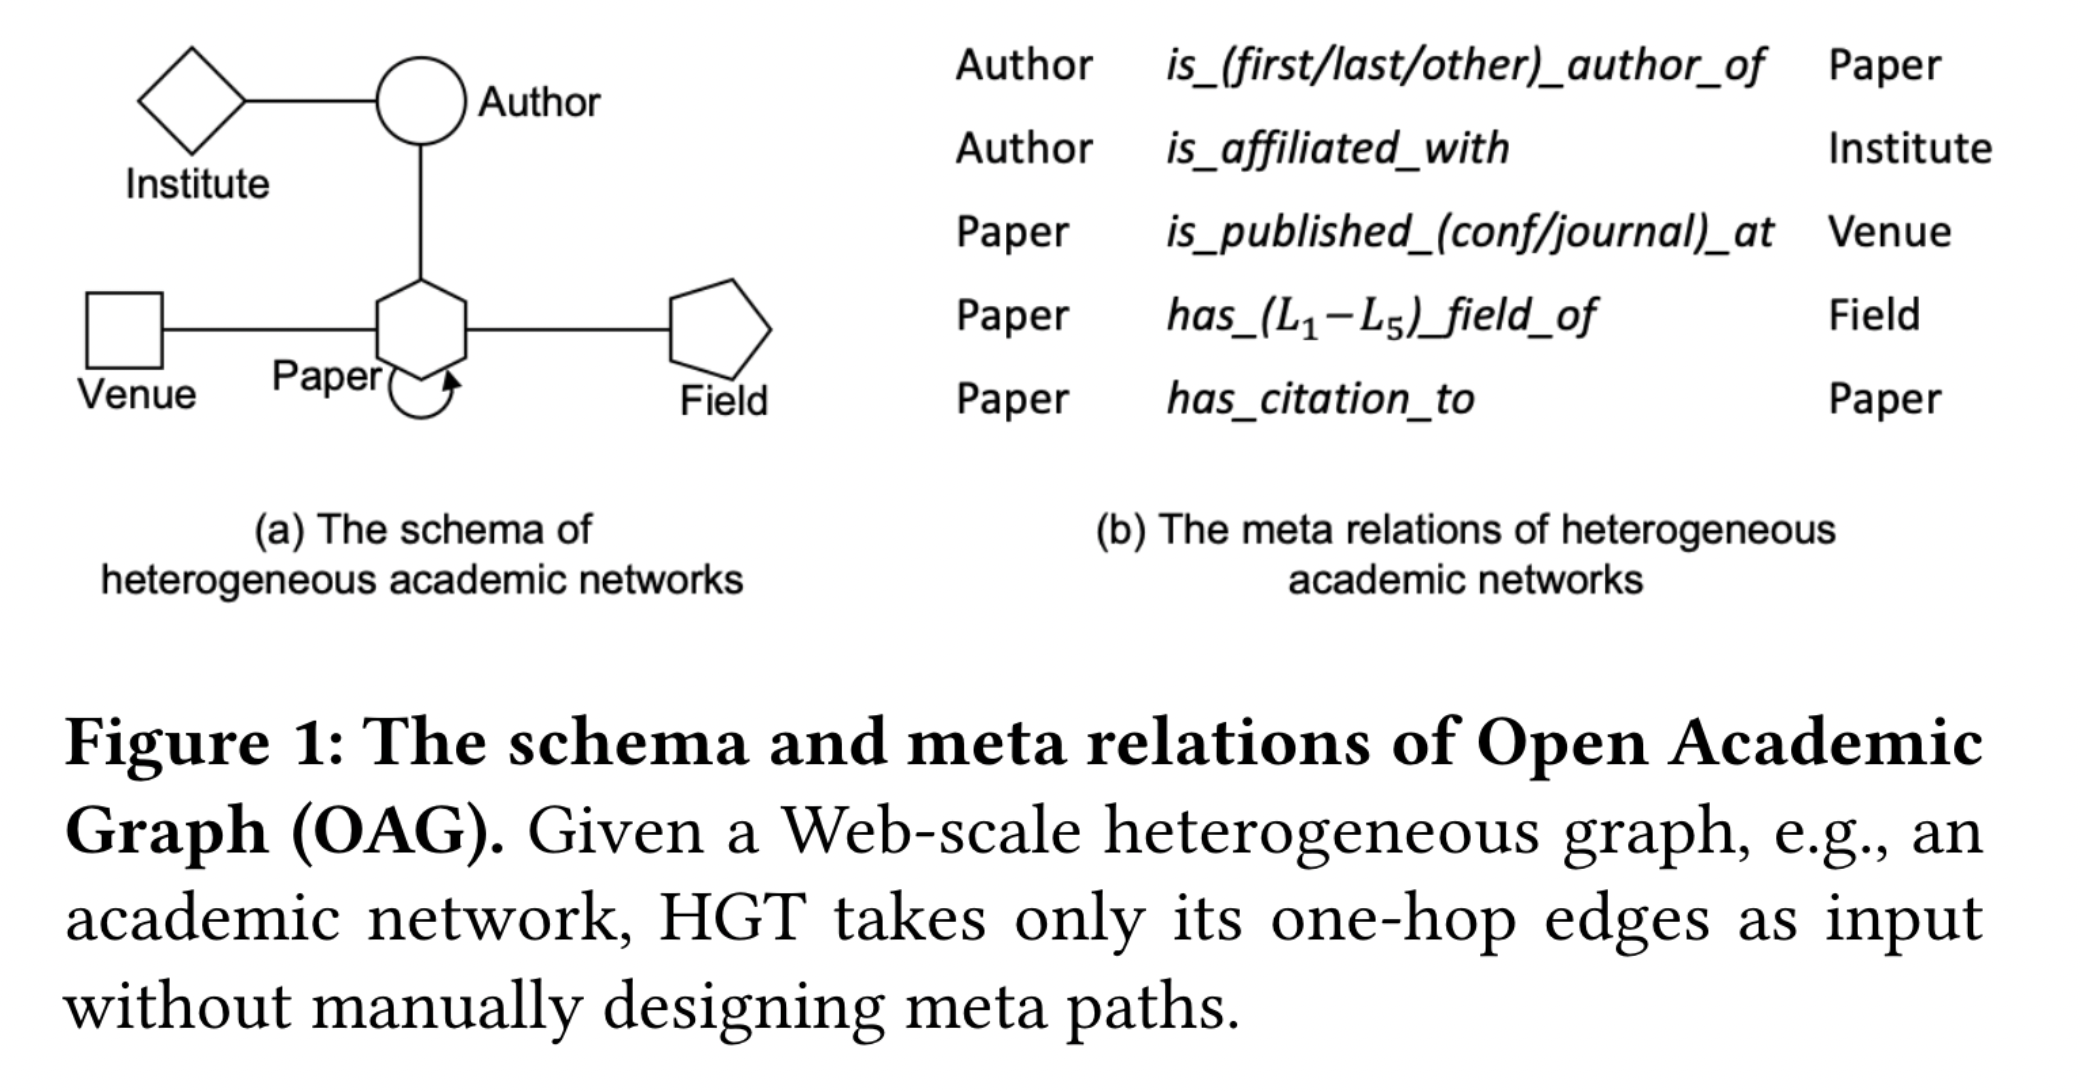 Institute
Author
Venue
Paper
Field
(a) The schema of
heterogeneous academic networks
Author is_(first/last/other)_author_of Paper
Author is_affiliated_with Institute
Paper is_published_(conf/journal)_at Venue
Paper has_(L₁−L₅)_field_of Field
Paper has_citation_to Paper
(b) The meta relations of heterogeneous
academic networks
Figure 1: The schema and meta relations of Open Academic
Graph (OAG). Given a Web-scale heterogeneous graph, e.g., an
academic network, HGT takes only its one-hop edges as input
without manually designing meta paths.